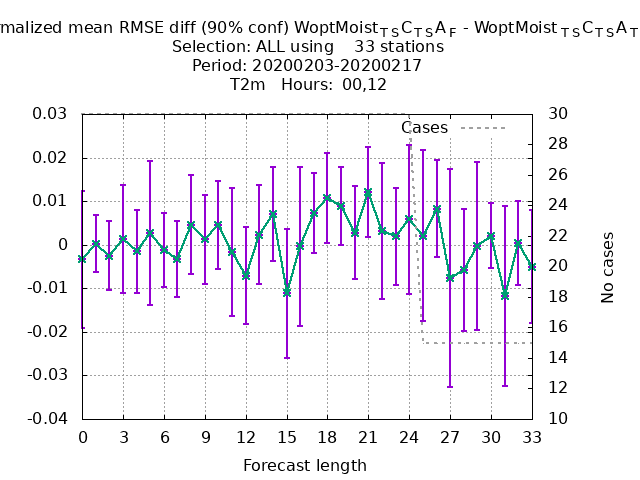 rmalized mean RMSE diff (90% conf) WoptMoist_TSC_TSA_F - WoptMoist_TSC_TSA_T
Selection: ALL using 33 stations
Period: 20200203-20200217
T2m Hours: 00,12
0.03 30
Cases
28
0.02
26
0.01 24
22
0
20
-0.01
18
-0.02 16
14
-0.03
12
-0.04 10
No cases
0 3 6 9 12 15 18 21 24 27 30 33
Forecast length